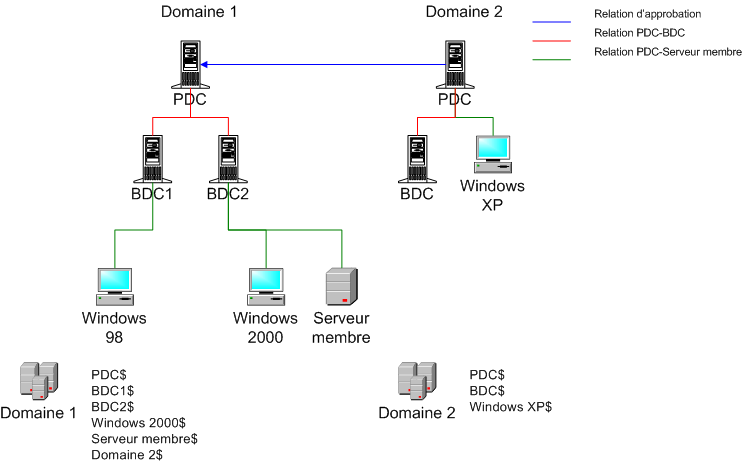 Domaine 1
Domaine 2
Relation d'approbation
Relation PDC-BDC
Relation PDC-Serveur membre
PDC
PDC
BDC1
BDC2
BDC
Windows
XP
Windows
98
Windows
2000
Serveur
membre
Domaine 1
PDC$
BDC1$
BDC2$
Windows 2000$
Serveur membre$
Domaine 2$
Domaine 2
PDC$
BDC$
Windows XP$